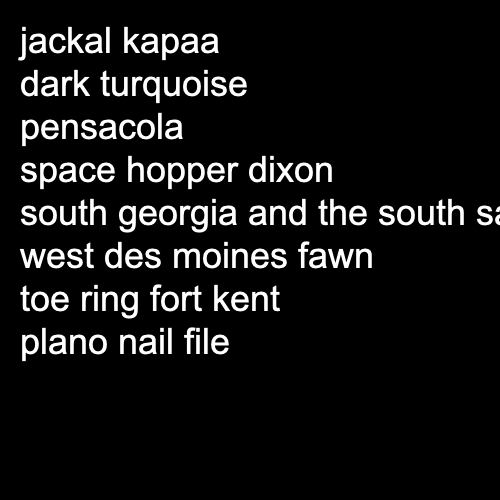 jackal kapaa
dark turquoise
pensacola
space hopper dixon
south georgia and the south
west des moines fawn
toe ring fort kent
plano nail file